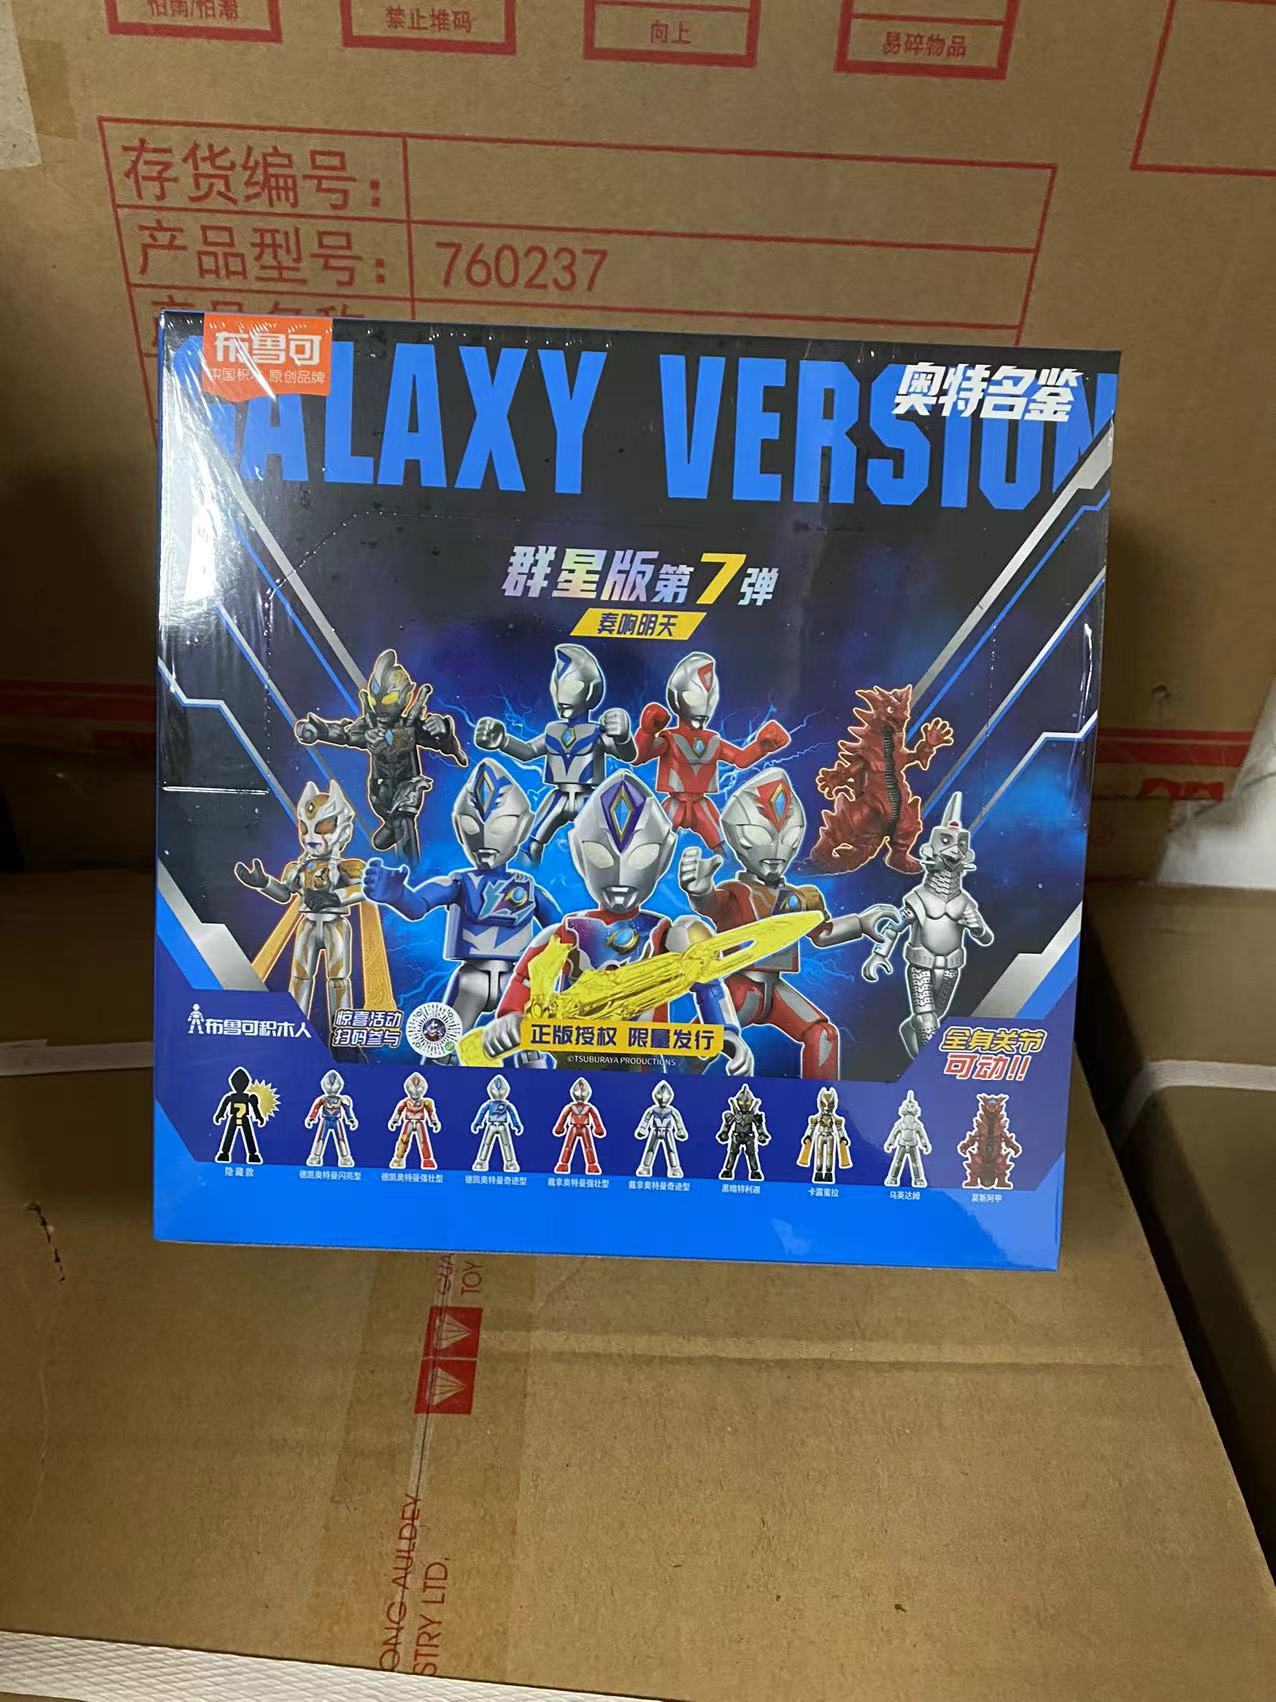 怕雨/怕潮
禁止堆码
向上
易碎物品
存货编号:
产品型号: 760237
布鲁可
中国积木 原创品牌
GALAXY VERSION
奥特名鉴
群星版第7弹
奏响明天
布鲁可积木人
惊喜活动
扫码参与
正版授权 限量发行
©TSUBURAYA PRODUCTIONS
全身关节
可动!!
?
隐藏款
德凯奥特曼闪亮型
德凯奥特曼强壮型
德凯奥特曼奇迹型
戴拿奥特曼强壮型
戴拿奥特曼奇迹型
黑暗特利迦
卡露蜜拉
乌英达姆
莫斯阿甲
GUA
TOY
ONG AULDEY
STRY LTD.